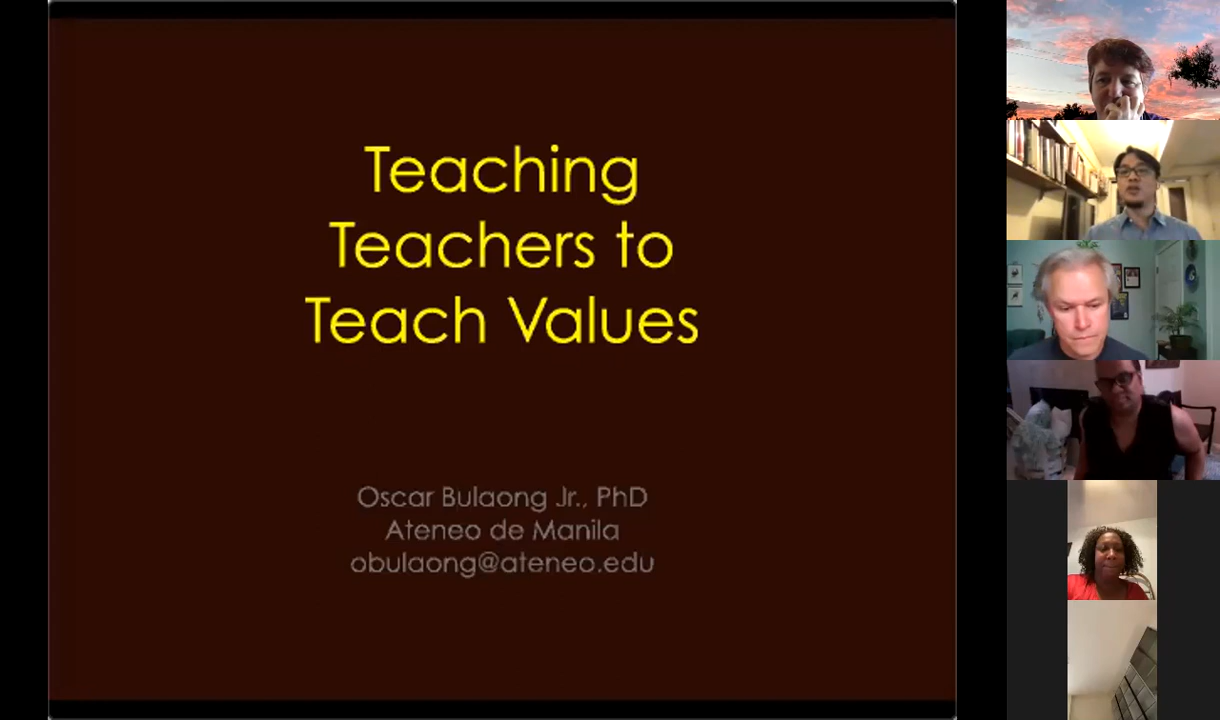 Teaching
Teachers to
Teach Values
Oscar Bulaong Jr., PhD
Ateneo de Manila
obulaong@ateneo.edu